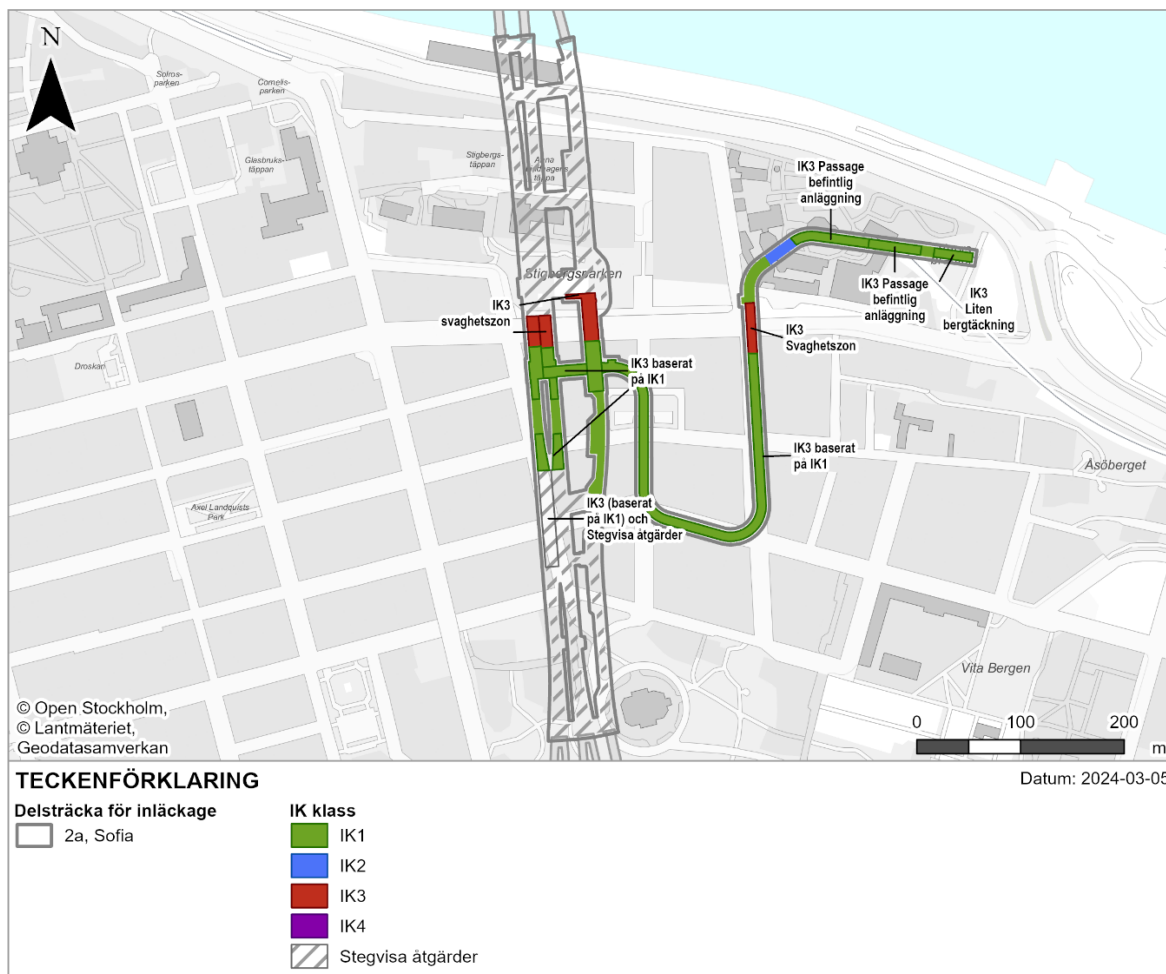 N
Solros-
parken
Cornelis-
parken
Glasbruks-
täppan
Stigbergs-
täppan
Anna
täppa
IK3 Passage
befintlig
anläggning
Stigbergsparken
IK3
svaghetszon
IK3 Passage
befintlig
anläggning
IK3
Liten
bergtäckning
IK3
Svaghetszon
Droskan
IK3 baserat
på IK1
IK3 baserat
på IK1
Åsöberget
Axel Landquists
Park
IK3 (baserat
på IK1) och
Stegvisa åtgärder
Vita Bergen
© Open Stockholm,
© Lantmäteriet,
Geodatasamverkan
0 100 200
m
TECKENFÖRKLARING
Datum: 2024-03-05
Delsträcka för inläckage
2a, Sofia
IK klass
IK1
IK2
IK3
IK4
Stegvisa åtgärder